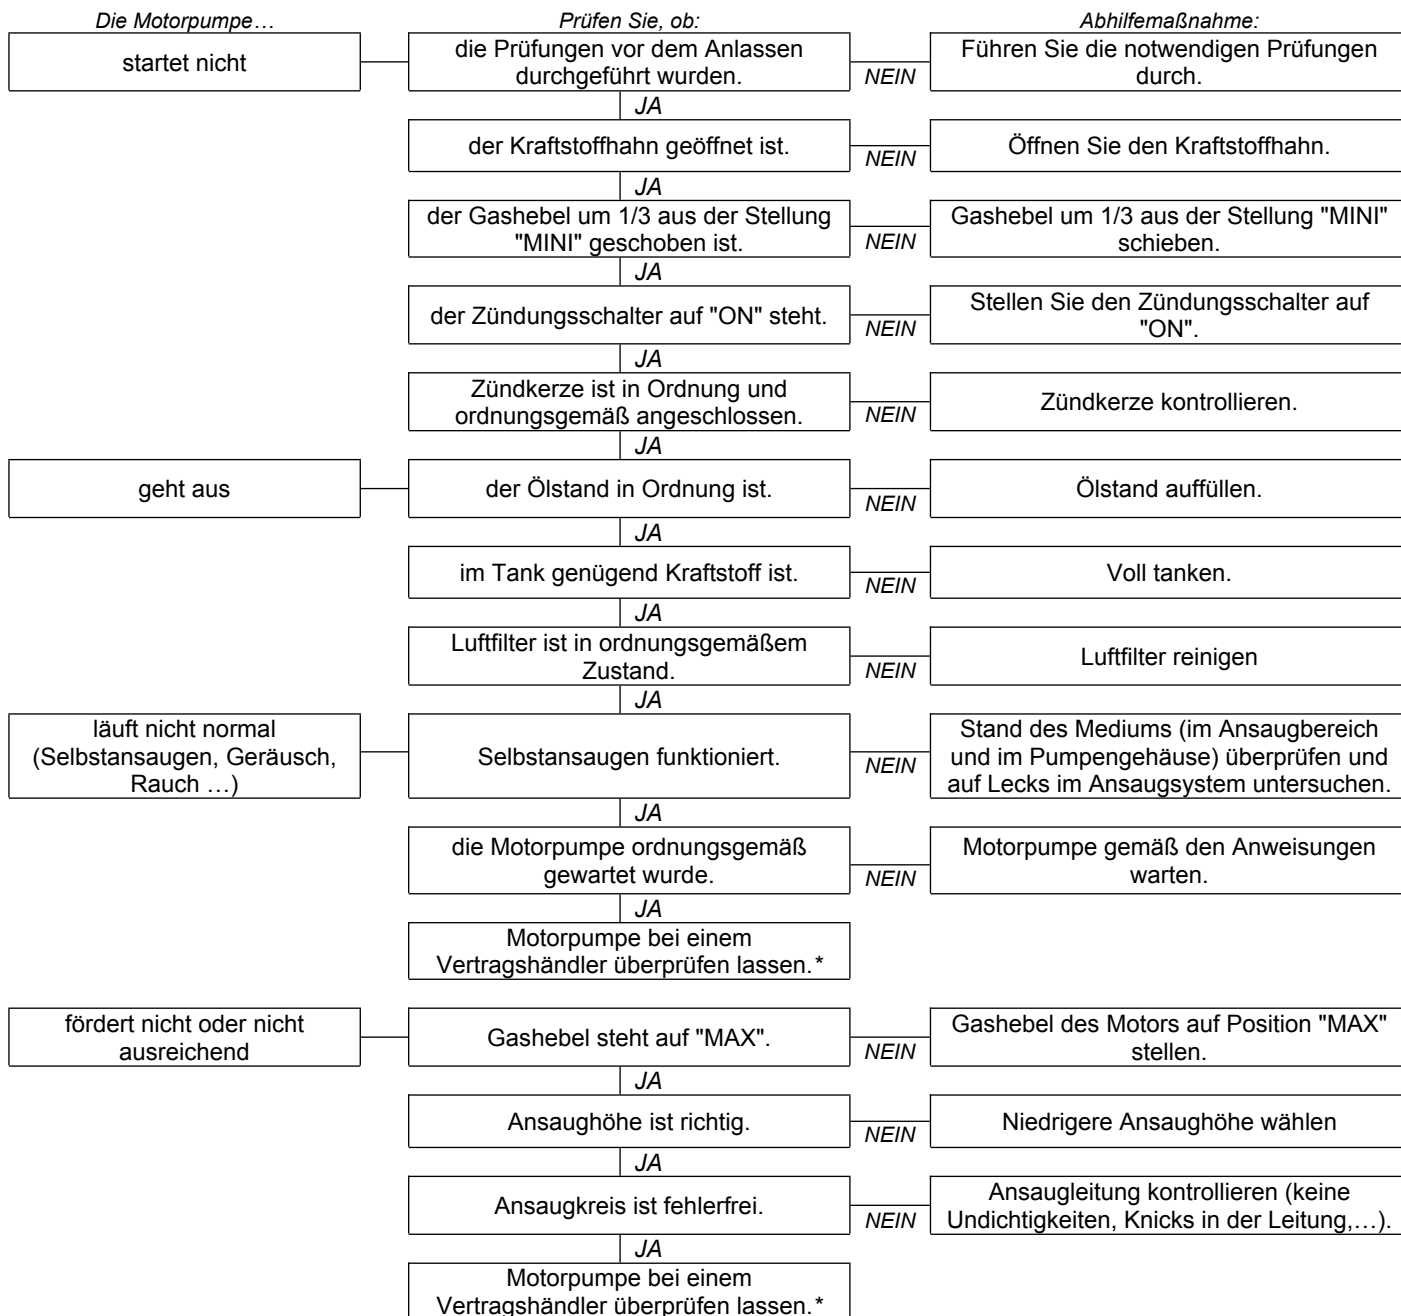 Die Motorpumpe…
Prüfen Sie, ob:
Abhilfemaßnahme:
startet nicht
die Prüfungen vor dem Anlassen
durchgeführt wurden.
NEIN
Führen Sie die notwendigen Prüfungen
durch.
JA
der Kraftstoffhahn geöffnet ist.
NEIN
Öffnen Sie den Kraftstoffhahn.
JA
der Gashebel um 1/3 aus der Stellung
"MINI" geschoben ist.
NEIN
Gashebel um 1/3 aus der Stellung "MINI"
schieben.
JA
der Zündungsschalter auf "ON" steht.
NEIN
Stellen Sie den Zündungsschalter auf
"ON".
JA
Zündkerze ist in Ordnung und
ordnungsgemäß angeschlossen.
NEIN
Zündkerze kontrollieren.
JA
geht aus
der Ölstand in Ordnung ist.
NEIN
Ölstand auffüllen.
JA
im Tank genügend Kraftstoff ist.
NEIN
Voll tanken.
JA
Luftfilter ist in ordnungsgemäßem
Zustand.
NEIN
Luftfilter reinigen
JA
läuft nicht normal
(Selbstansaugen, Geräusch,
Rauch …)
Selbstansaugen funktioniert.
NEIN
Stand des Mediums (im Ansaugbereich
und im Pumpengehäuse) überprüfen und
auf Lecks im Ansaugsystem untersuchen.
JA
die Motorpumpe ordnungsgemäß
gewartet wurde.
NEIN
Motorpumpe gemäß den Anweisungen
warten.
JA
Motorpumpe bei einem
Vertragshändler überprüfen lassen.*
fördert nicht oder nicht
ausreichend
Gashebel steht auf "MAX".
NEIN
Gashebel des Motors auf Position "MAX"
stellen.
JA
Ansaughöhe ist richtig.
NEIN
Niedrigere Ansaughöhe wählen
JA
Ansaugkreis ist fehlerfrei.
NEIN
Ansaugleitung kontrollieren (keine
Undichtigkeiten, Knicks in der Leitung,…).
JA
Motorpumpe bei einem
Vertragshändler überprüfen lassen.*